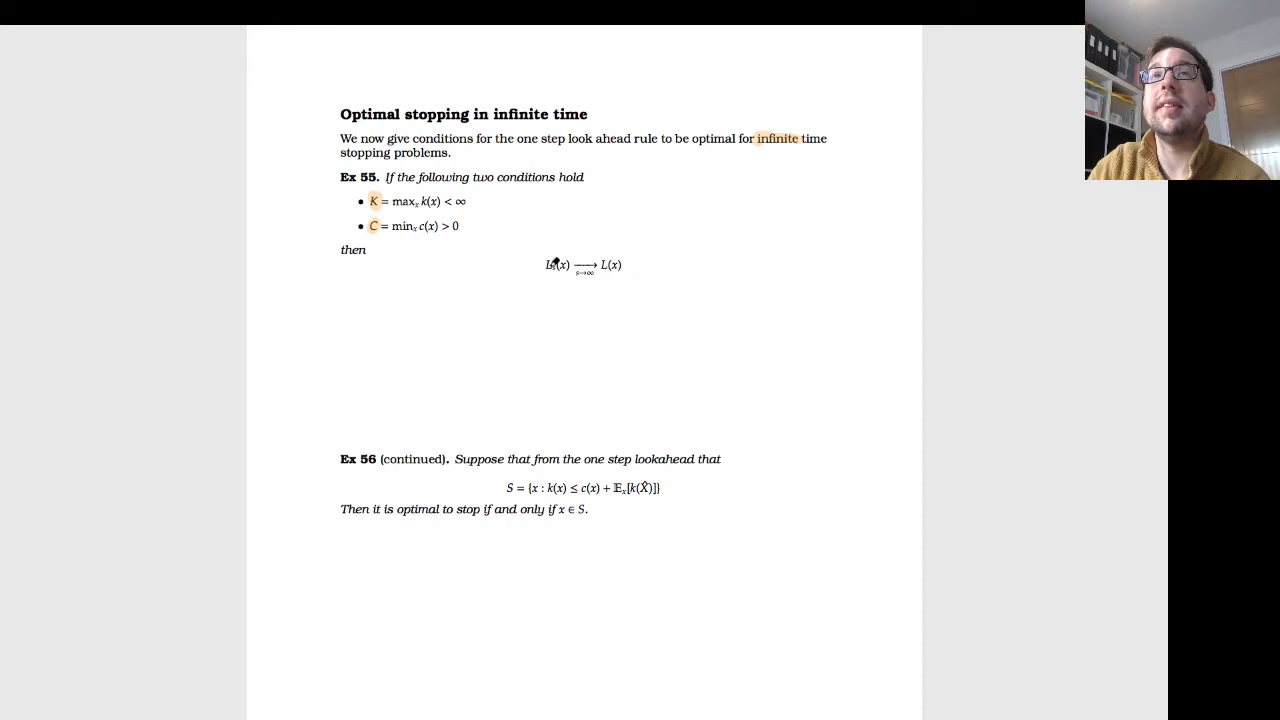 Optimal stopping in infinite time
We now give conditions for the one step look ahead rule to be optimal for infinite time
stopping problems.
Ex 55. If the following two conditions hold
• K = maxₓ k(x) < ∞
• C = minₓ c(x) > 0
then
Lₛ(x) ⟶ L(x)
s→∞
Ex 56 (continued). Suppose that from the one step lookahead that
S = {x : k(x) ≤ c(x) + 𝔼ₓ[k(X̂)]}
Then it is optimal to stop if and only if x ∈ S.